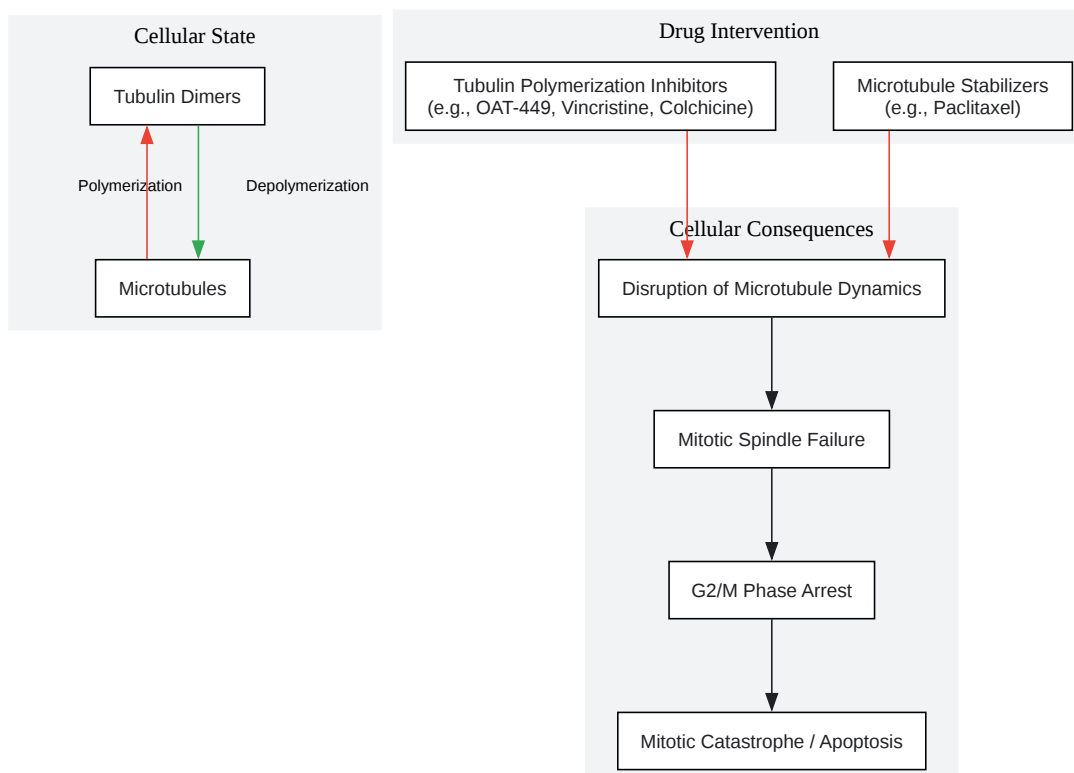 Cellular State
Tubulin Dimers
Polymerization
Depolymerization
Microtubules
Drug Intervention
Tubulin Polymerization Inhibitors
(e.g., OAT-449, Vincristine, Colchicine)
Microtubule Stabilizers
(e.g., Paclitaxel)
Cellular Consequences
Disruption of Microtubule Dynamics
Mitotic Spindle Failure
G2/M Phase Arrest
Mitotic Catastrophe / Apoptosis